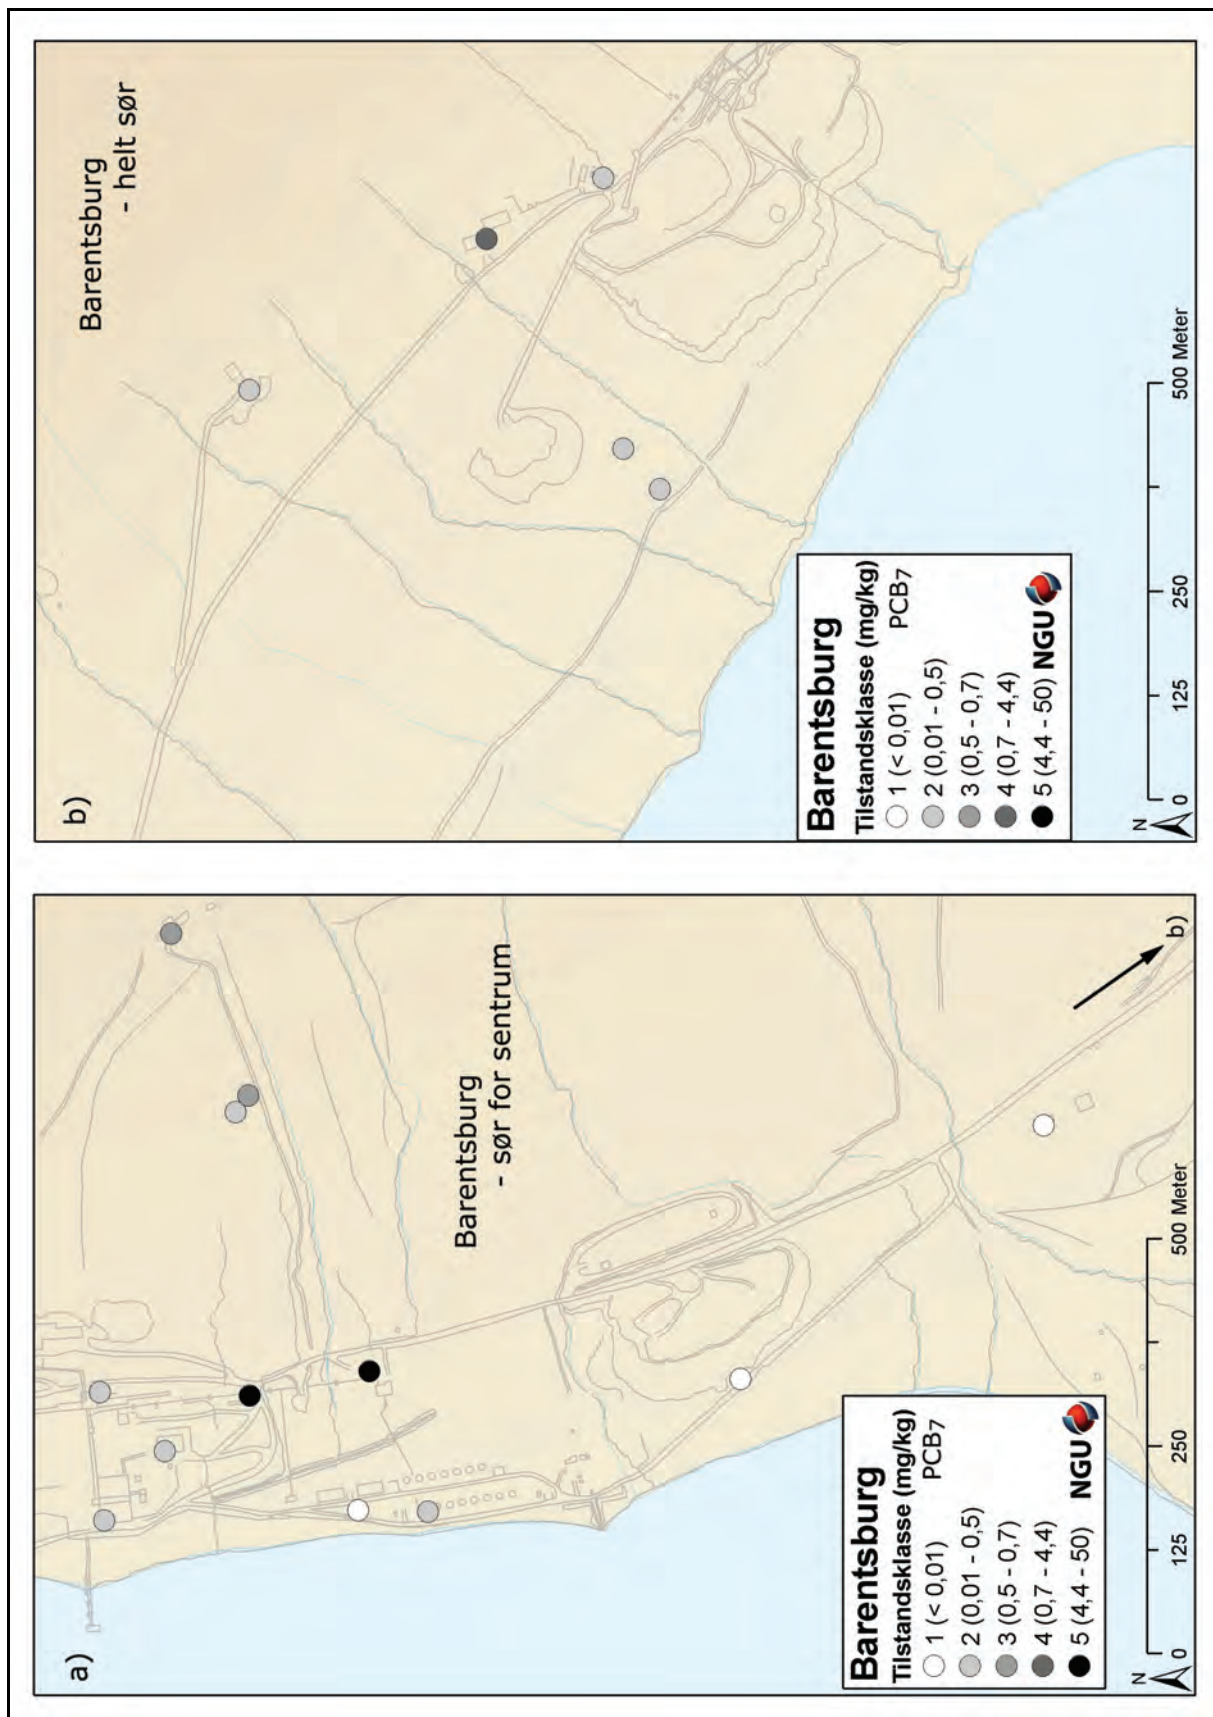 a)
Barentsburg
- sør for sentrum
b)
Barentsburg
Tilstandsklasse (mg/kg)
PCB7
1 (< 0,01)
2 (0,01 - 0,5)
3 (0,5 - 0,7)
4 (0,7 - 4,4)
5 (4,4 - 50)
NGU
N
0 125 250 500 Meter
b)
Barentsburg
- helt sør
Barentsburg
Tilstandsklasse (mg/kg)
PCB7
1 (< 0,01)
2 (0,01 - 0,5)
3 (0,5 - 0,7)
4 (0,7 - 4,4)
5 (4,4 - 50) NGU
N
0 125 250 500 Meter